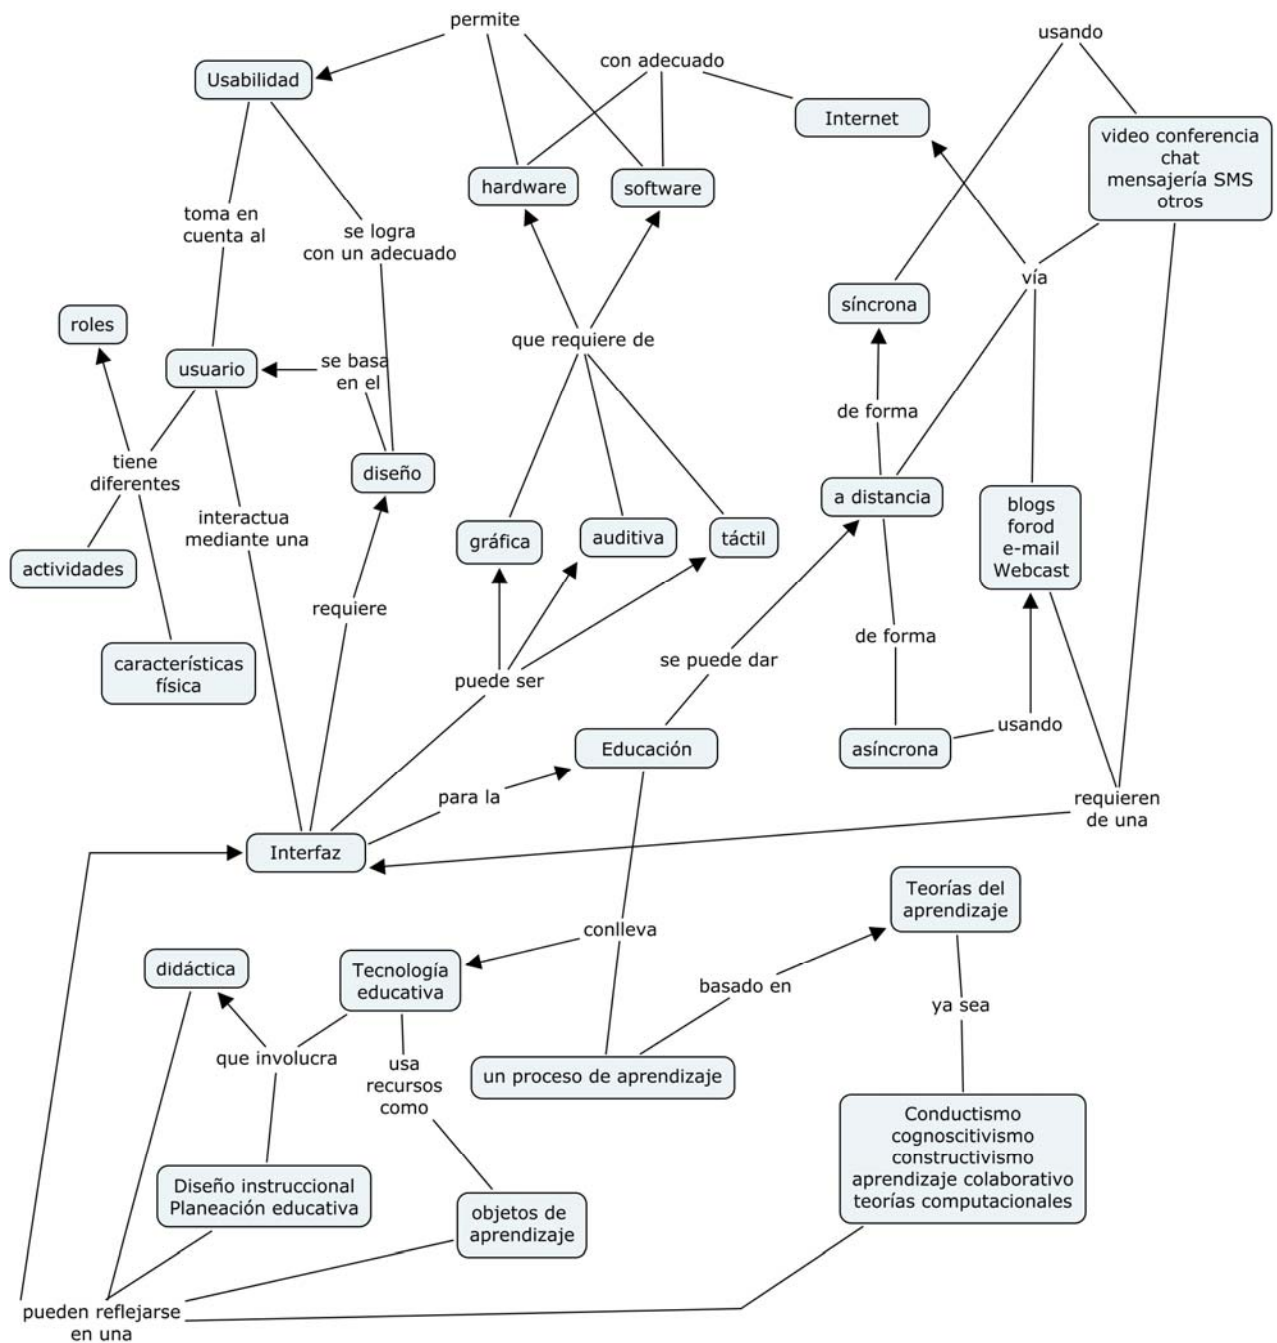 permite
usando
con adecuado
Usabilidad
Internet
video conferencia
chat
mensajería SMS
otros
hardware
software
toma en
cuenta al
se logra
con un adecuado
vía
síncrona
roles
que requiere de
usuario
se basa
en el
de forma
tiene
diferentes
diseño
a distancia
blogs
forod
e-mail
Webcast
interactua
mediante una
gráfica
auditiva
táctil
actividades
requiere
de forma
características
física
se puede dar
puede ser
usando
Educación
asíncrona
para la
requieren
de una
Interfaz
Teorías del
aprendizaje
conlleva
didáctica
Tecnología
educativa
basado en
ya sea
que involucra
usa
recursos
como
un proceso de aprendizaje
Conductismo
cognoscitivismo
constructivismo
aprendizaje colaborativo
teorías computacionales
Diseño instruccional
Planeación educativa
objetos de
aprendizaje
pueden reflejarse
en una